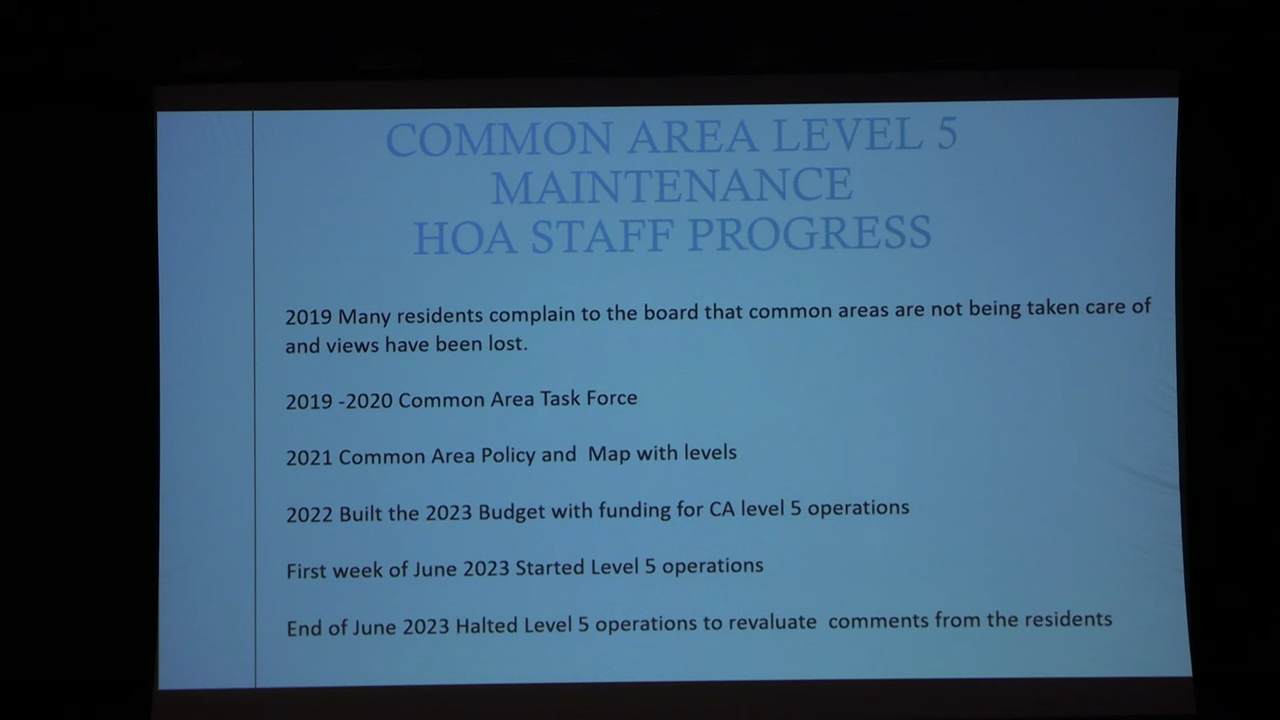 COMMON AREA LEVEL 5
MAINTENANCE
HOA STAFF PROGRESS
2019 Many residents complain to the board that common areas are not being taken care of
and views have been lost.
2019 -2020 Common Area Task Force
2021 Common Area Policy and  Map with levels
2022 Built the 2023 Budget with funding for CA level 5 operations
First week of June 2023 Started Level 5 operations
End of June 2023 Halted Level 5 operations to revaluate  comments from the residents